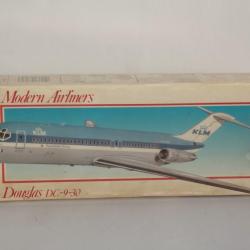 Modern Airliners
KLM
KLM
Douglas DC-9-30